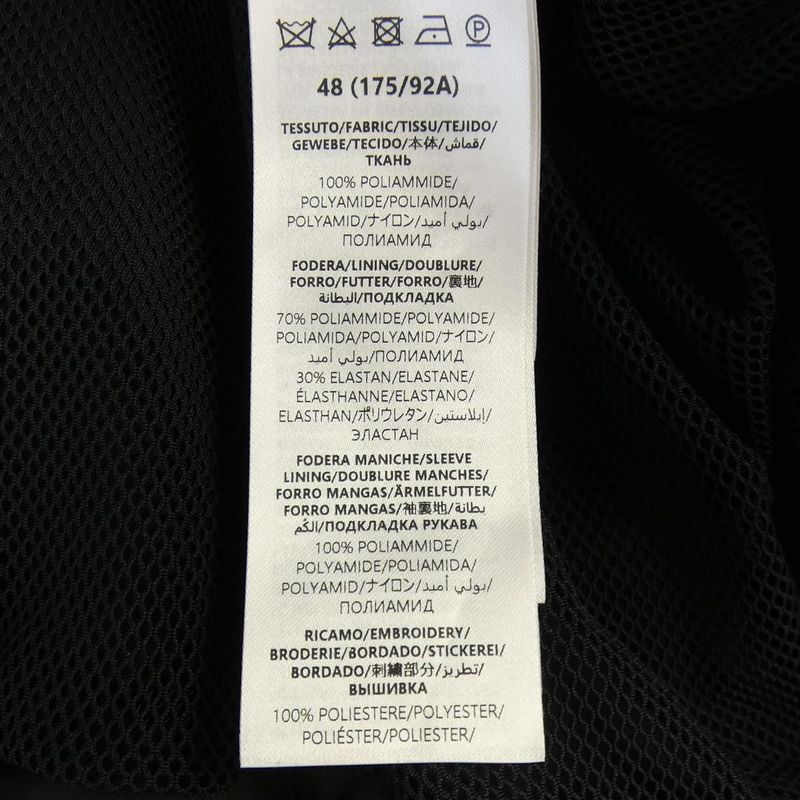 P
48 (175/92A)
TESSUTO/FABRIC/TISSU/TEJIDO/
GEWEBE/TECIDO/本体/قماش/
ТКАНЬ
100% POLIAMMIDE/
POLYAMIDE/POLIAMIDA/
POLYAMID/ナイロン/بولي أميد/
ПОЛИАМИД
FODERA/LINING/DOUBLURE/
FORRO/FUTTER/FORRO/裏地/
البطانة/ПОДКЛАДКА
70% POLIAMMIDE/POLYAMIDE/
POLIAMIDA/POLYAMID/ナイロン/
بولي أميد/ПОЛИАМИД
30% ELASTAN/ELASTANE/
ÉLASTHANNE/ELASTANO/
ELASTHAN/ポリウレタン/إيلاستين/
ЭЛАСТАН
FODERA MANICHE/SLEEVE
LINING/DOUBLURE MANCHES/
FORRO MANGAS/ÄRMELFUTTER/
FORRO MANGAS/袖裏地/بطانة
الكُم/ПОДКЛАДКА РУКАВА
100% POLIAMMIDE/
POLYAMIDE/POLIAMIDA/
POLYAMID/ナイロン/بولي أميد/
ПОЛИАМИД
RICAMO/EMBROIDERY/
BRODERIE/BORDADO/STICKEREI/
BORDADO/刺繍部分/تطريز/
ВЫШИВКА
100% POLIESTERE/POLYESTER/
POLIÉSTER/POLIESTER/